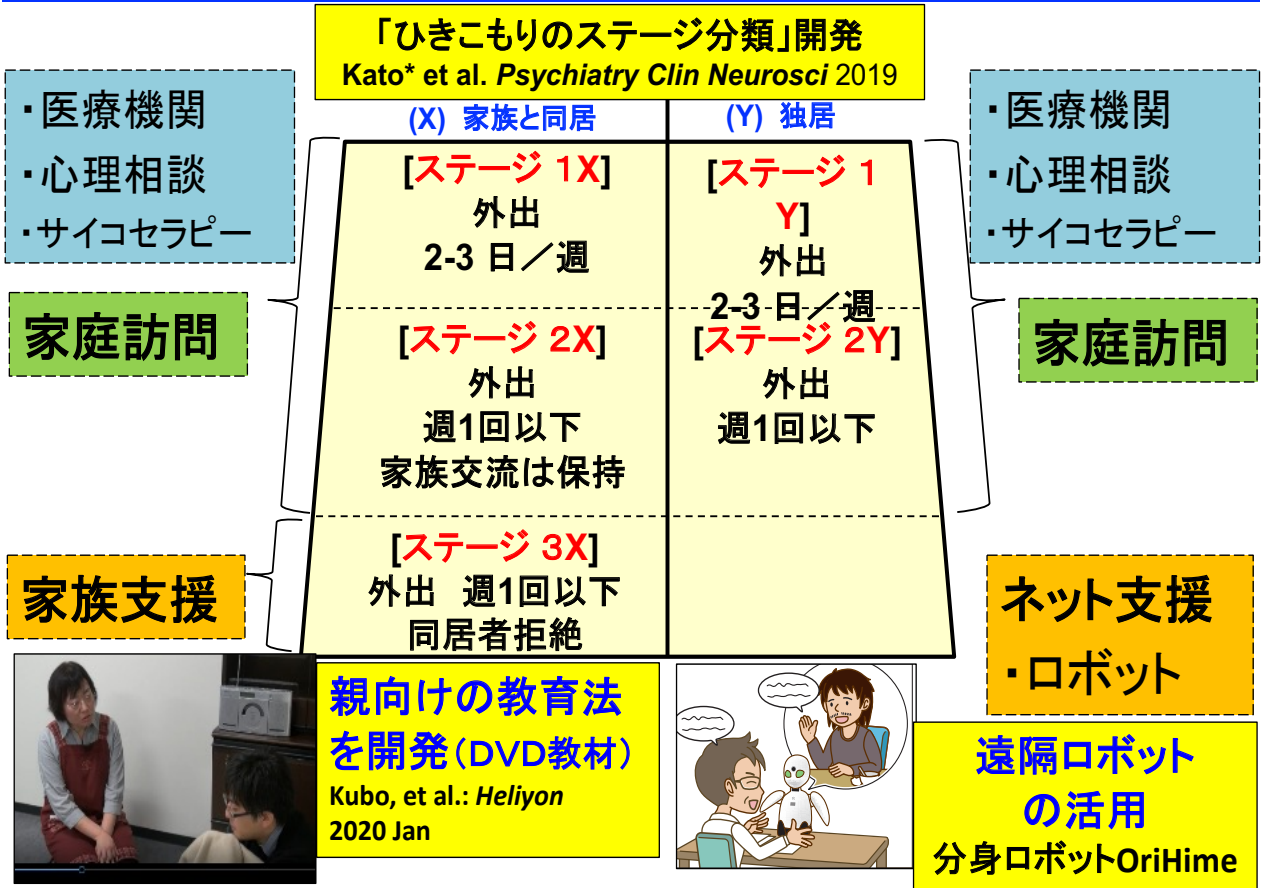 「ひきこもりのステージ分類」開発
Kato* et al. Psychiatry Clin Neurosci 2019
・医療機関
・心理相談
・サイコセラピー
家庭訪問
家族支援
(X) 家族と同居
[ステージ 1X]
外出
2-3 日／週
[ステージ 2X]
外出
週1回以下
家族交流は保持
[ステージ 3X]
外出 週1回以下
同居者拒絶
(Y) 独居
[ステージ 1
Y]
外出
2-3 日／週
[ステージ 2Y]
外出
週1回以下
・医療機関
・心理相談
・サイコセラピー
家庭訪問
ネット支援
・ロボット
親向けの教育法
を開発(DVD教材)
Kubo, et al.: Heliyon
2020 Jan
遠隔ロボット
の活用
分身ロボットOriHime